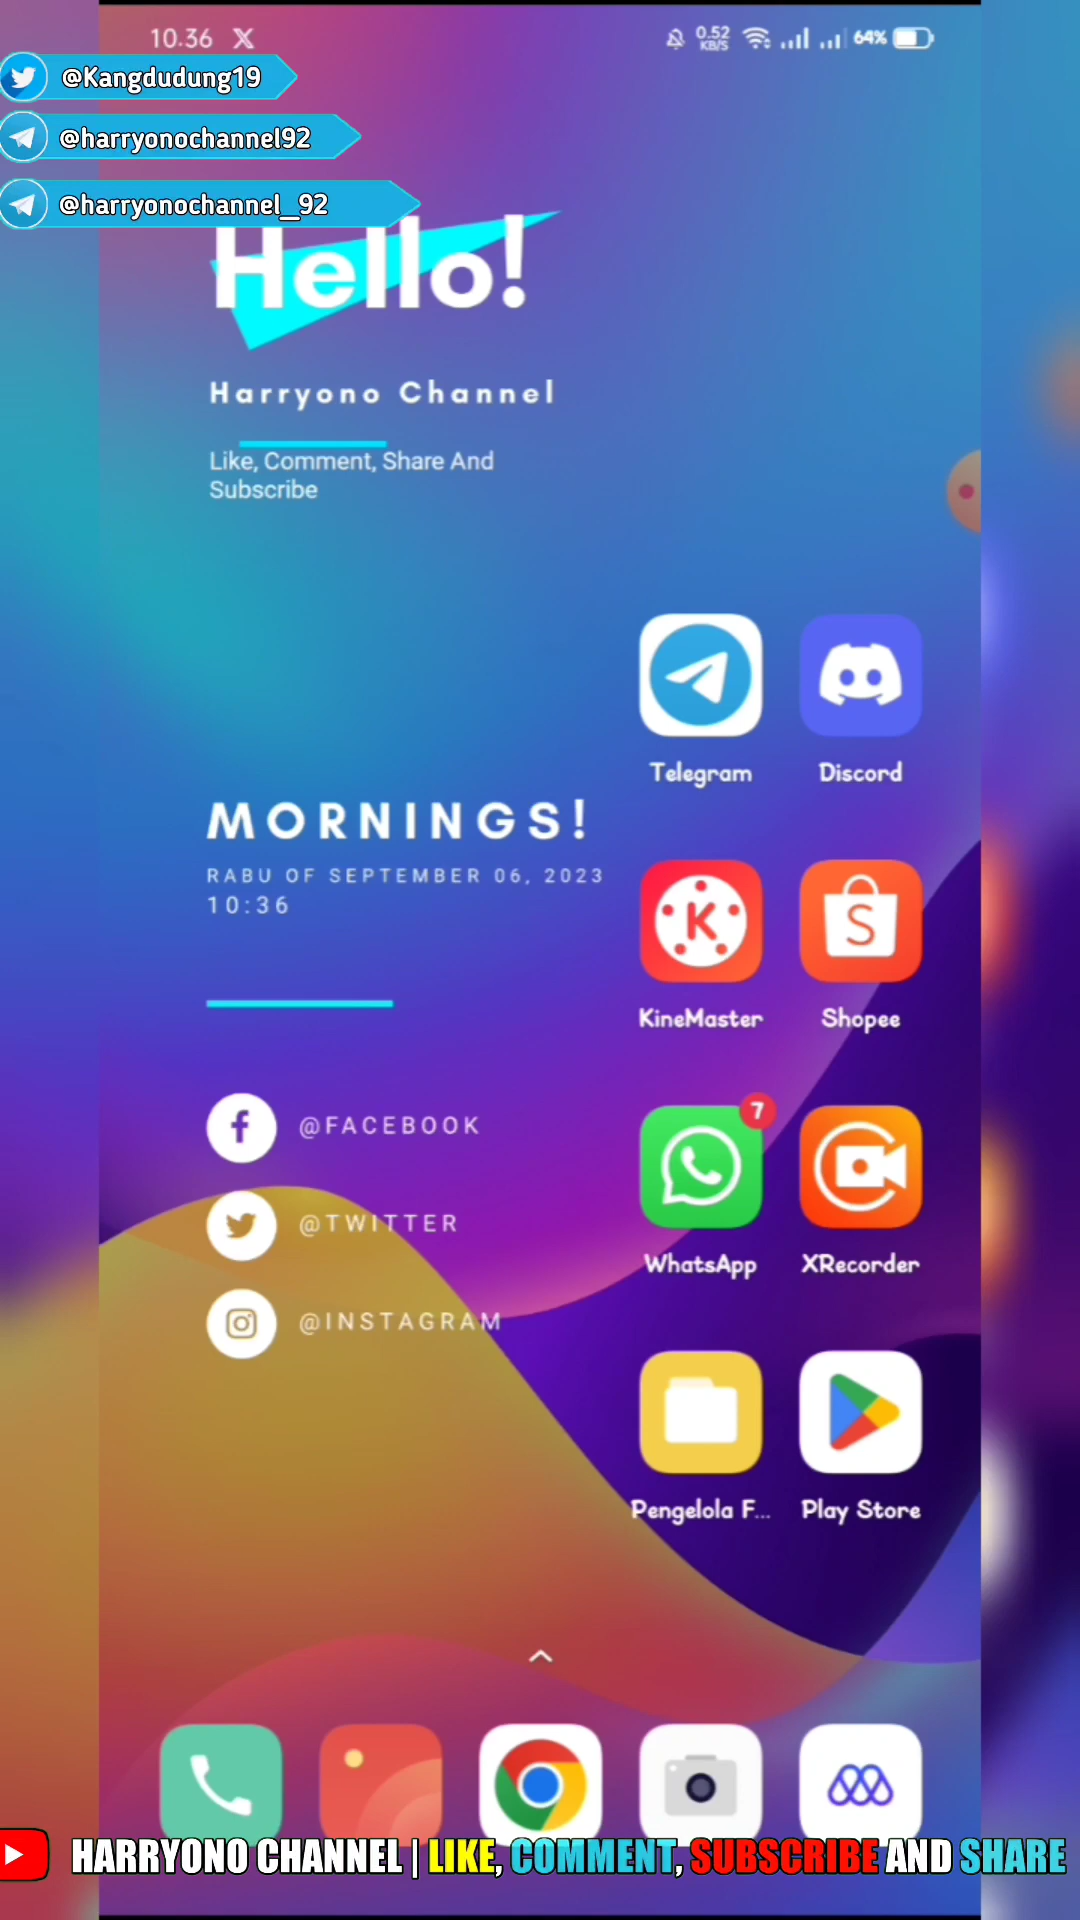 10.36 X 0.52 KB/S 64%
@Kangdudung19
@harryonochannel92
@harryonochannel_92
Hello!
Harryono Channel
Like, Comment, Share And
Subscribe
Telegram Discord
MORNINGS!
RABU OF SEPTEMBER 06, 2023
10:36
K S
KineMaster Shopee
@FACEBOOK
7
@TWITTER
WhatsApp XRecorder
@INSTAGRAM
Pengelola F... Play Store
HARRYONO CHANNEL | LIKE, COMMENT, SUBSCRIBE AND SHARE